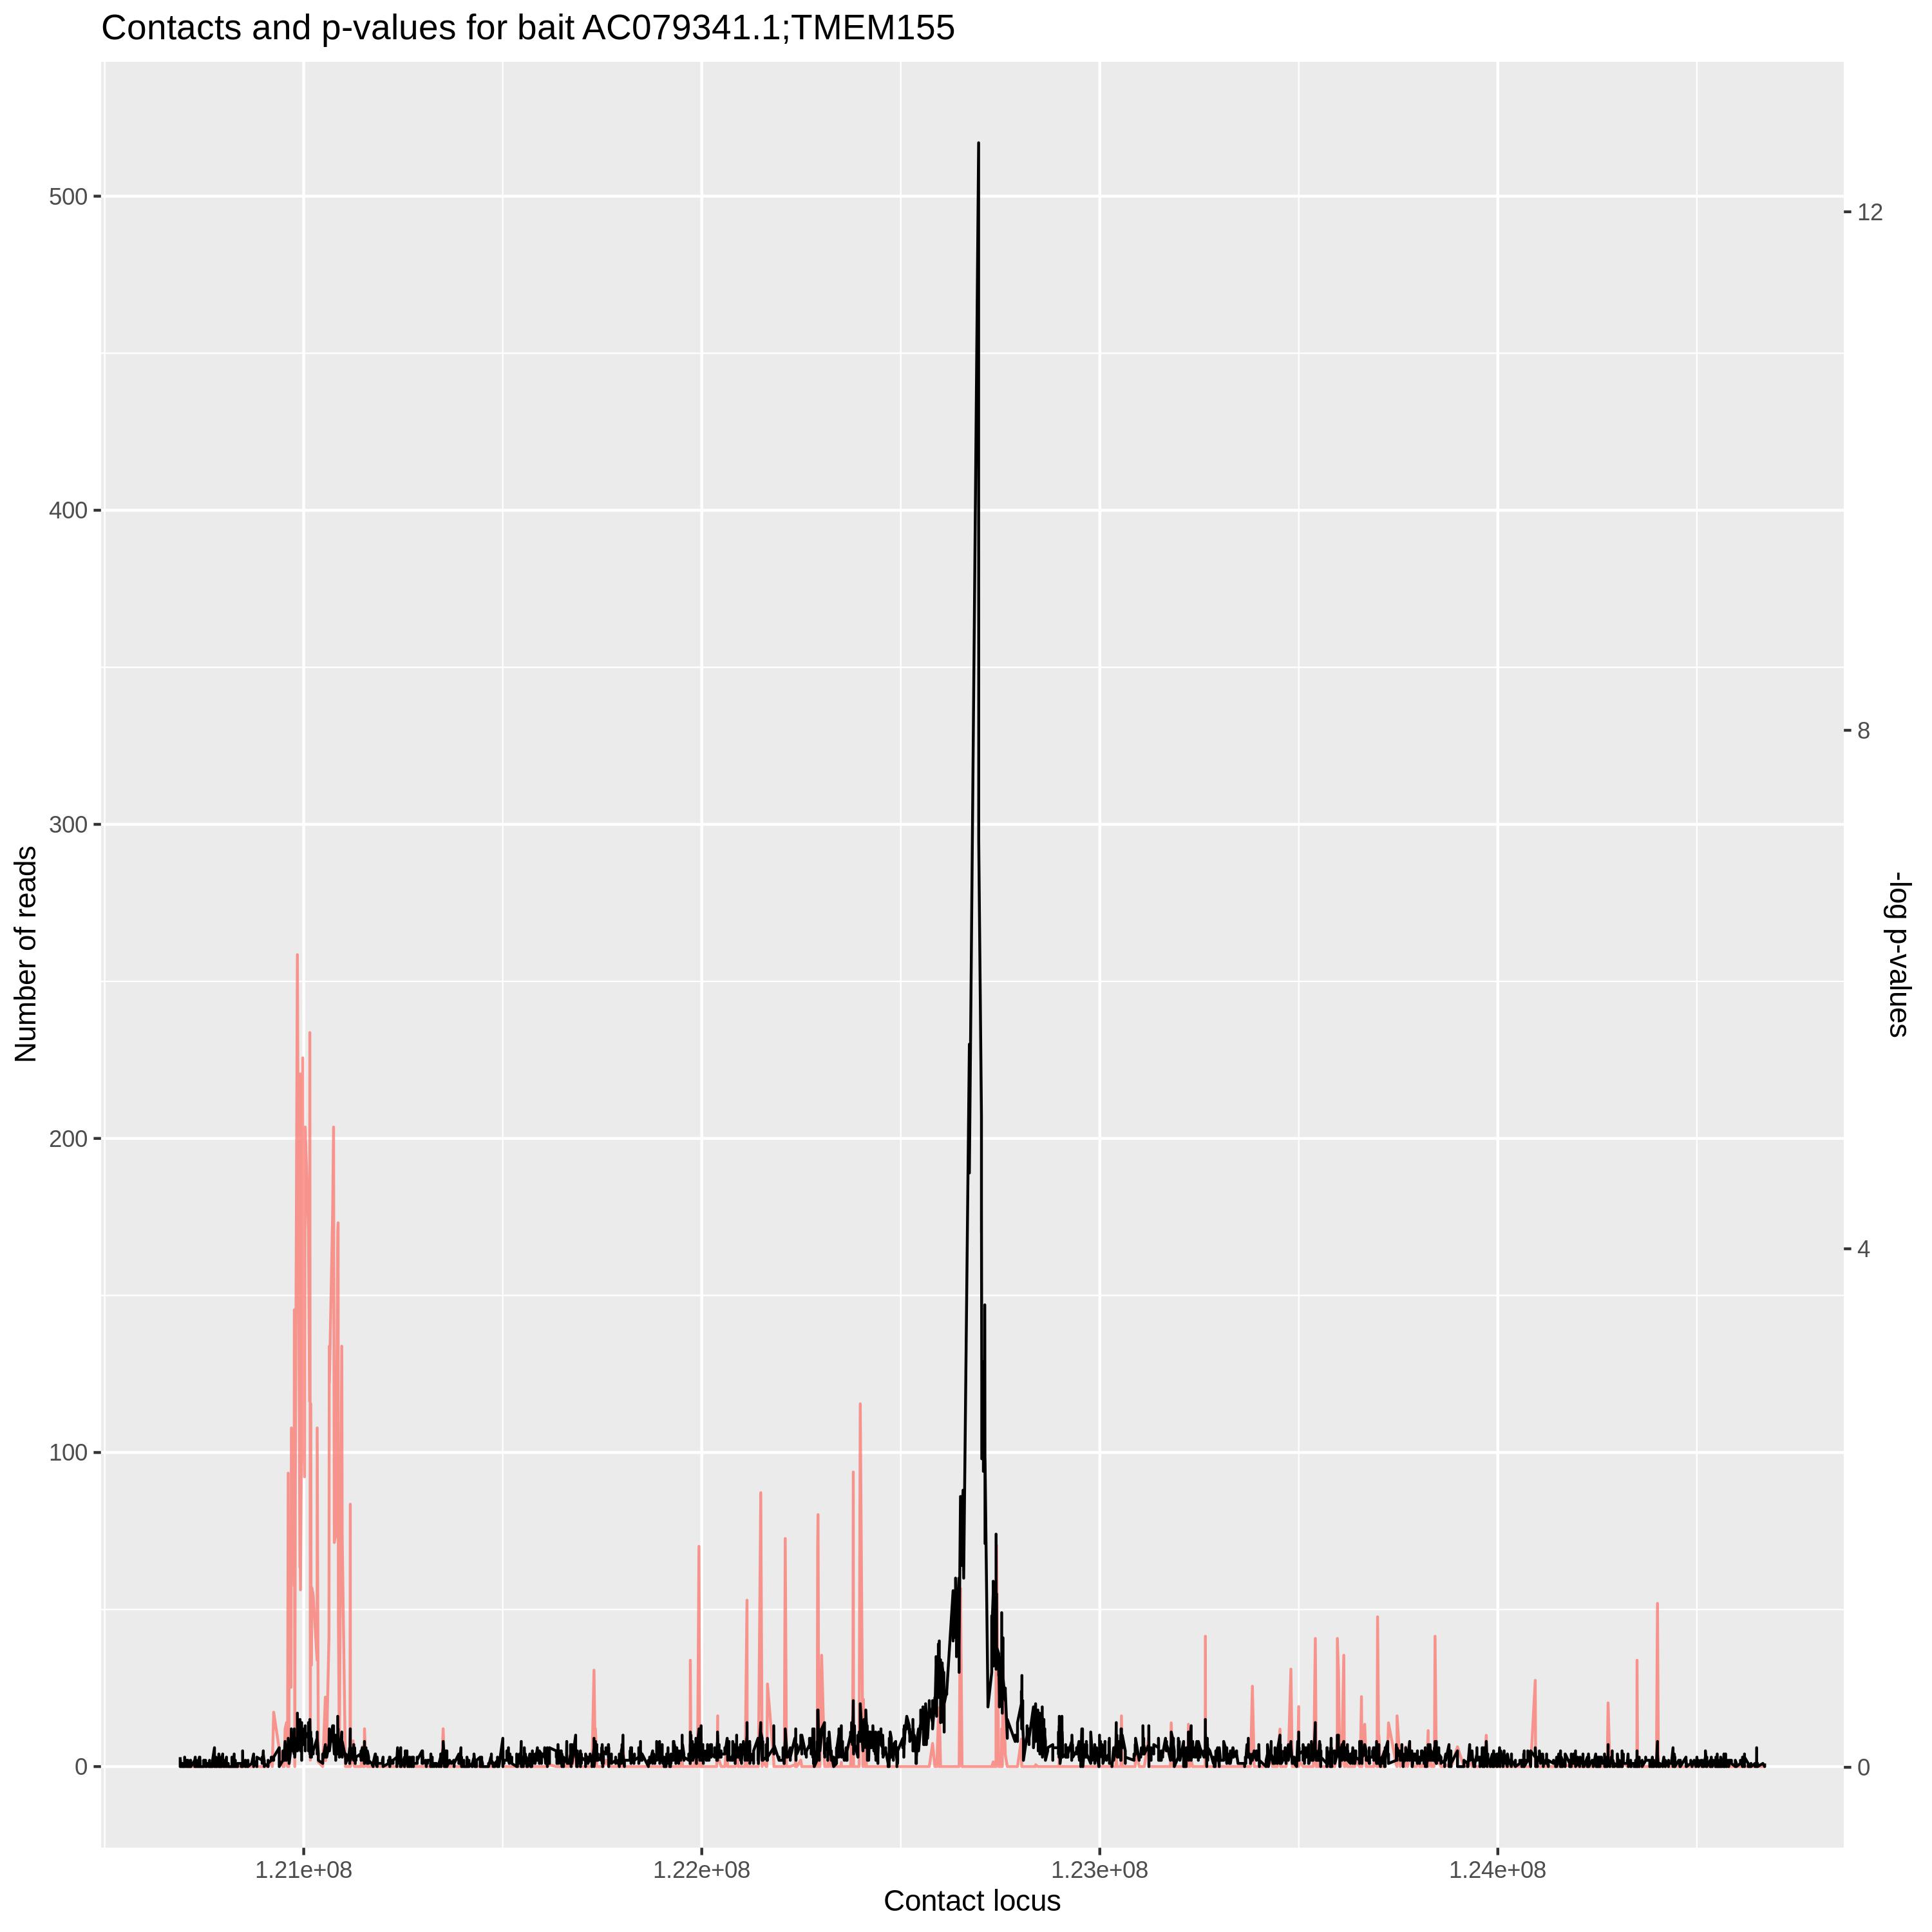 Contacts and p-values for bait AC079341.1;TMEM155
500
400
300
200
100
0
Number of reads
12
8
4
0
-log p-values
1.21e+08
1.22e+08
1.23e+08
1.24e+08
Contact locus